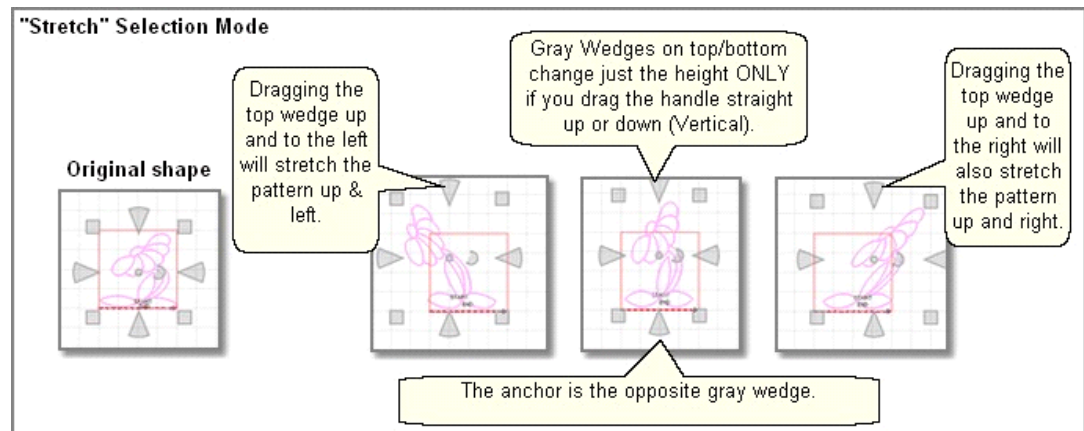 "Stretch" Selection Mode
Dragging the
top wedge up
and to the left
will stretch the
pattern up &
left.
Gray Wedges on top/bottom
change just the height ONLY
if you drag the handle straight
up or down (Vertical).
Dragging the
top wedge
up and to
the right will
also stretch
the pattern
up and right.
Original shape
The anchor is the opposite gray wedge.